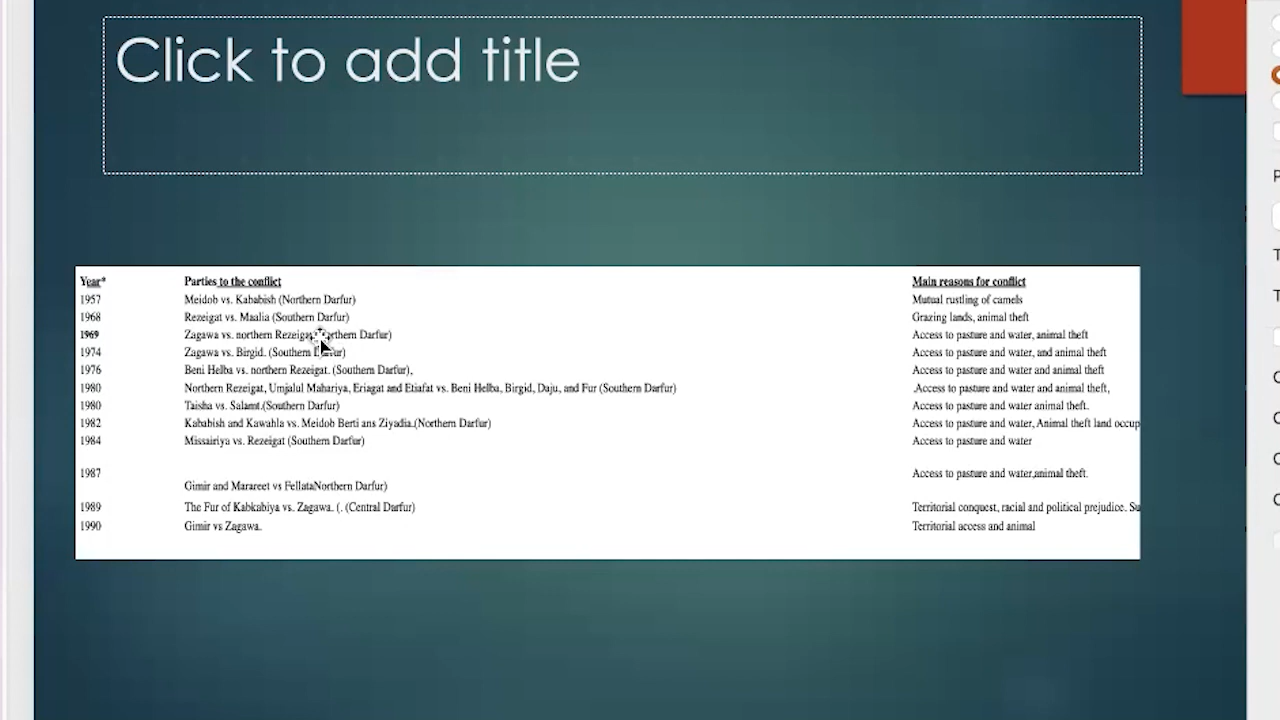 Click to add title
Year* Parties to the conflict Main reasons for conflict
1957 Meidob vs. Kababish (Northern Darfur) Mutual rustling of camels
1968 Rezeigat vs. Maalia (Southern Darfur) Grazing lands, animal theft
1969 Zagawa vs. northern Darfur) Access to pasture and water, animal theft
1974 Zagawa vs. Birgid. (Southern Access to pasture and water, and animal theft
1976 Beni Helba vs. northern Rezeigat. (Southern Darfur), Access to pasture and water and animal theft
1980 Northern Rezeigat, Umjalul Mahariya, Eriagat and Etiafat vs. Beni Helba, Birgid, Daju, and Fur (Southern Darfur) .Access to pasture and water and animal theft,
1980 Taisha vs. Salamt.(Southern Darfur) Access to pasture and water animal theft.
1982 Kababish and Kawahla vs. Meidob Berti ans Ziyadia.(Northern Darfur) Access to pasture and water, Animal theft land occup
1984 Missairiya vs. Rezeigat (Southern Darfur) Access to pasture and water
1987 Access to pasture and water,animal theft.
Gimir and Marareet vs FellataNorthern Darfur)
1989 The Fur of Kabkabiya vs. Zagawa. (. (Central Darfur) Territorial conquest, racial and political prejudice. Su
1990 Gimir vs Zagawa. Territorial access and animal